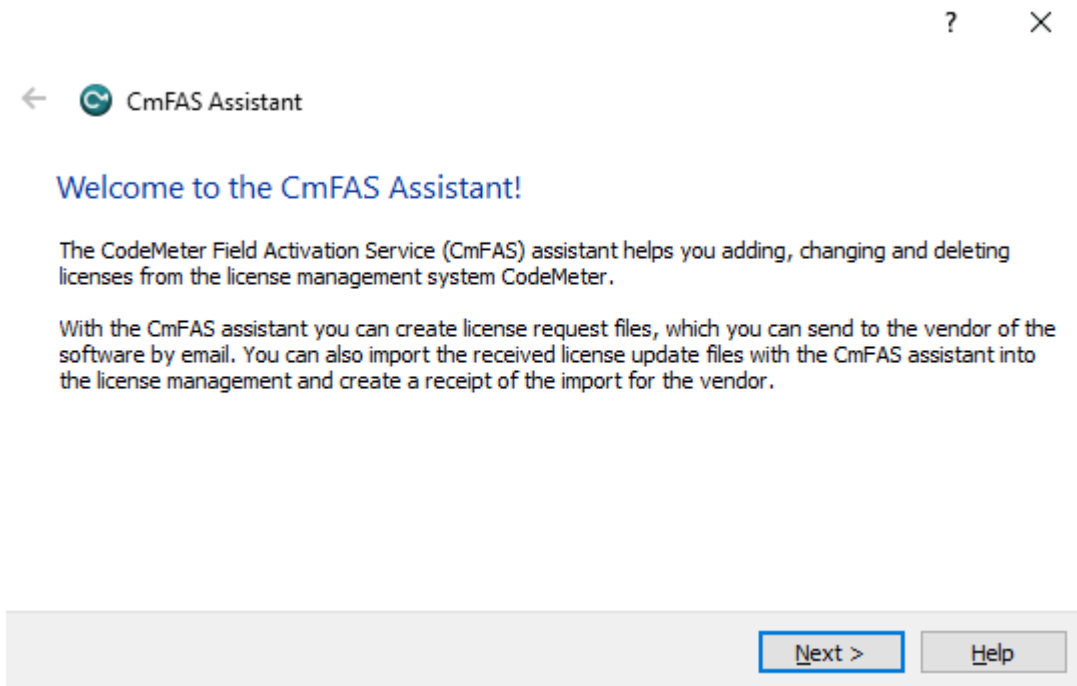 ?
CmFAS Assistant
Welcome to the CmFAS Assistant!
The CodeMeter Field Activation Service (CmFAS) assistant helps you adding, changing and deleting
licenses from the license management system CodeMeter.
With the CmFAS assistant you can create license request files, which you can send to the vendor of the
software by email. You can also import the received license update files with the CmFAS assistant into
the license management and create a receipt of the import for the vendor.
Next >
Help